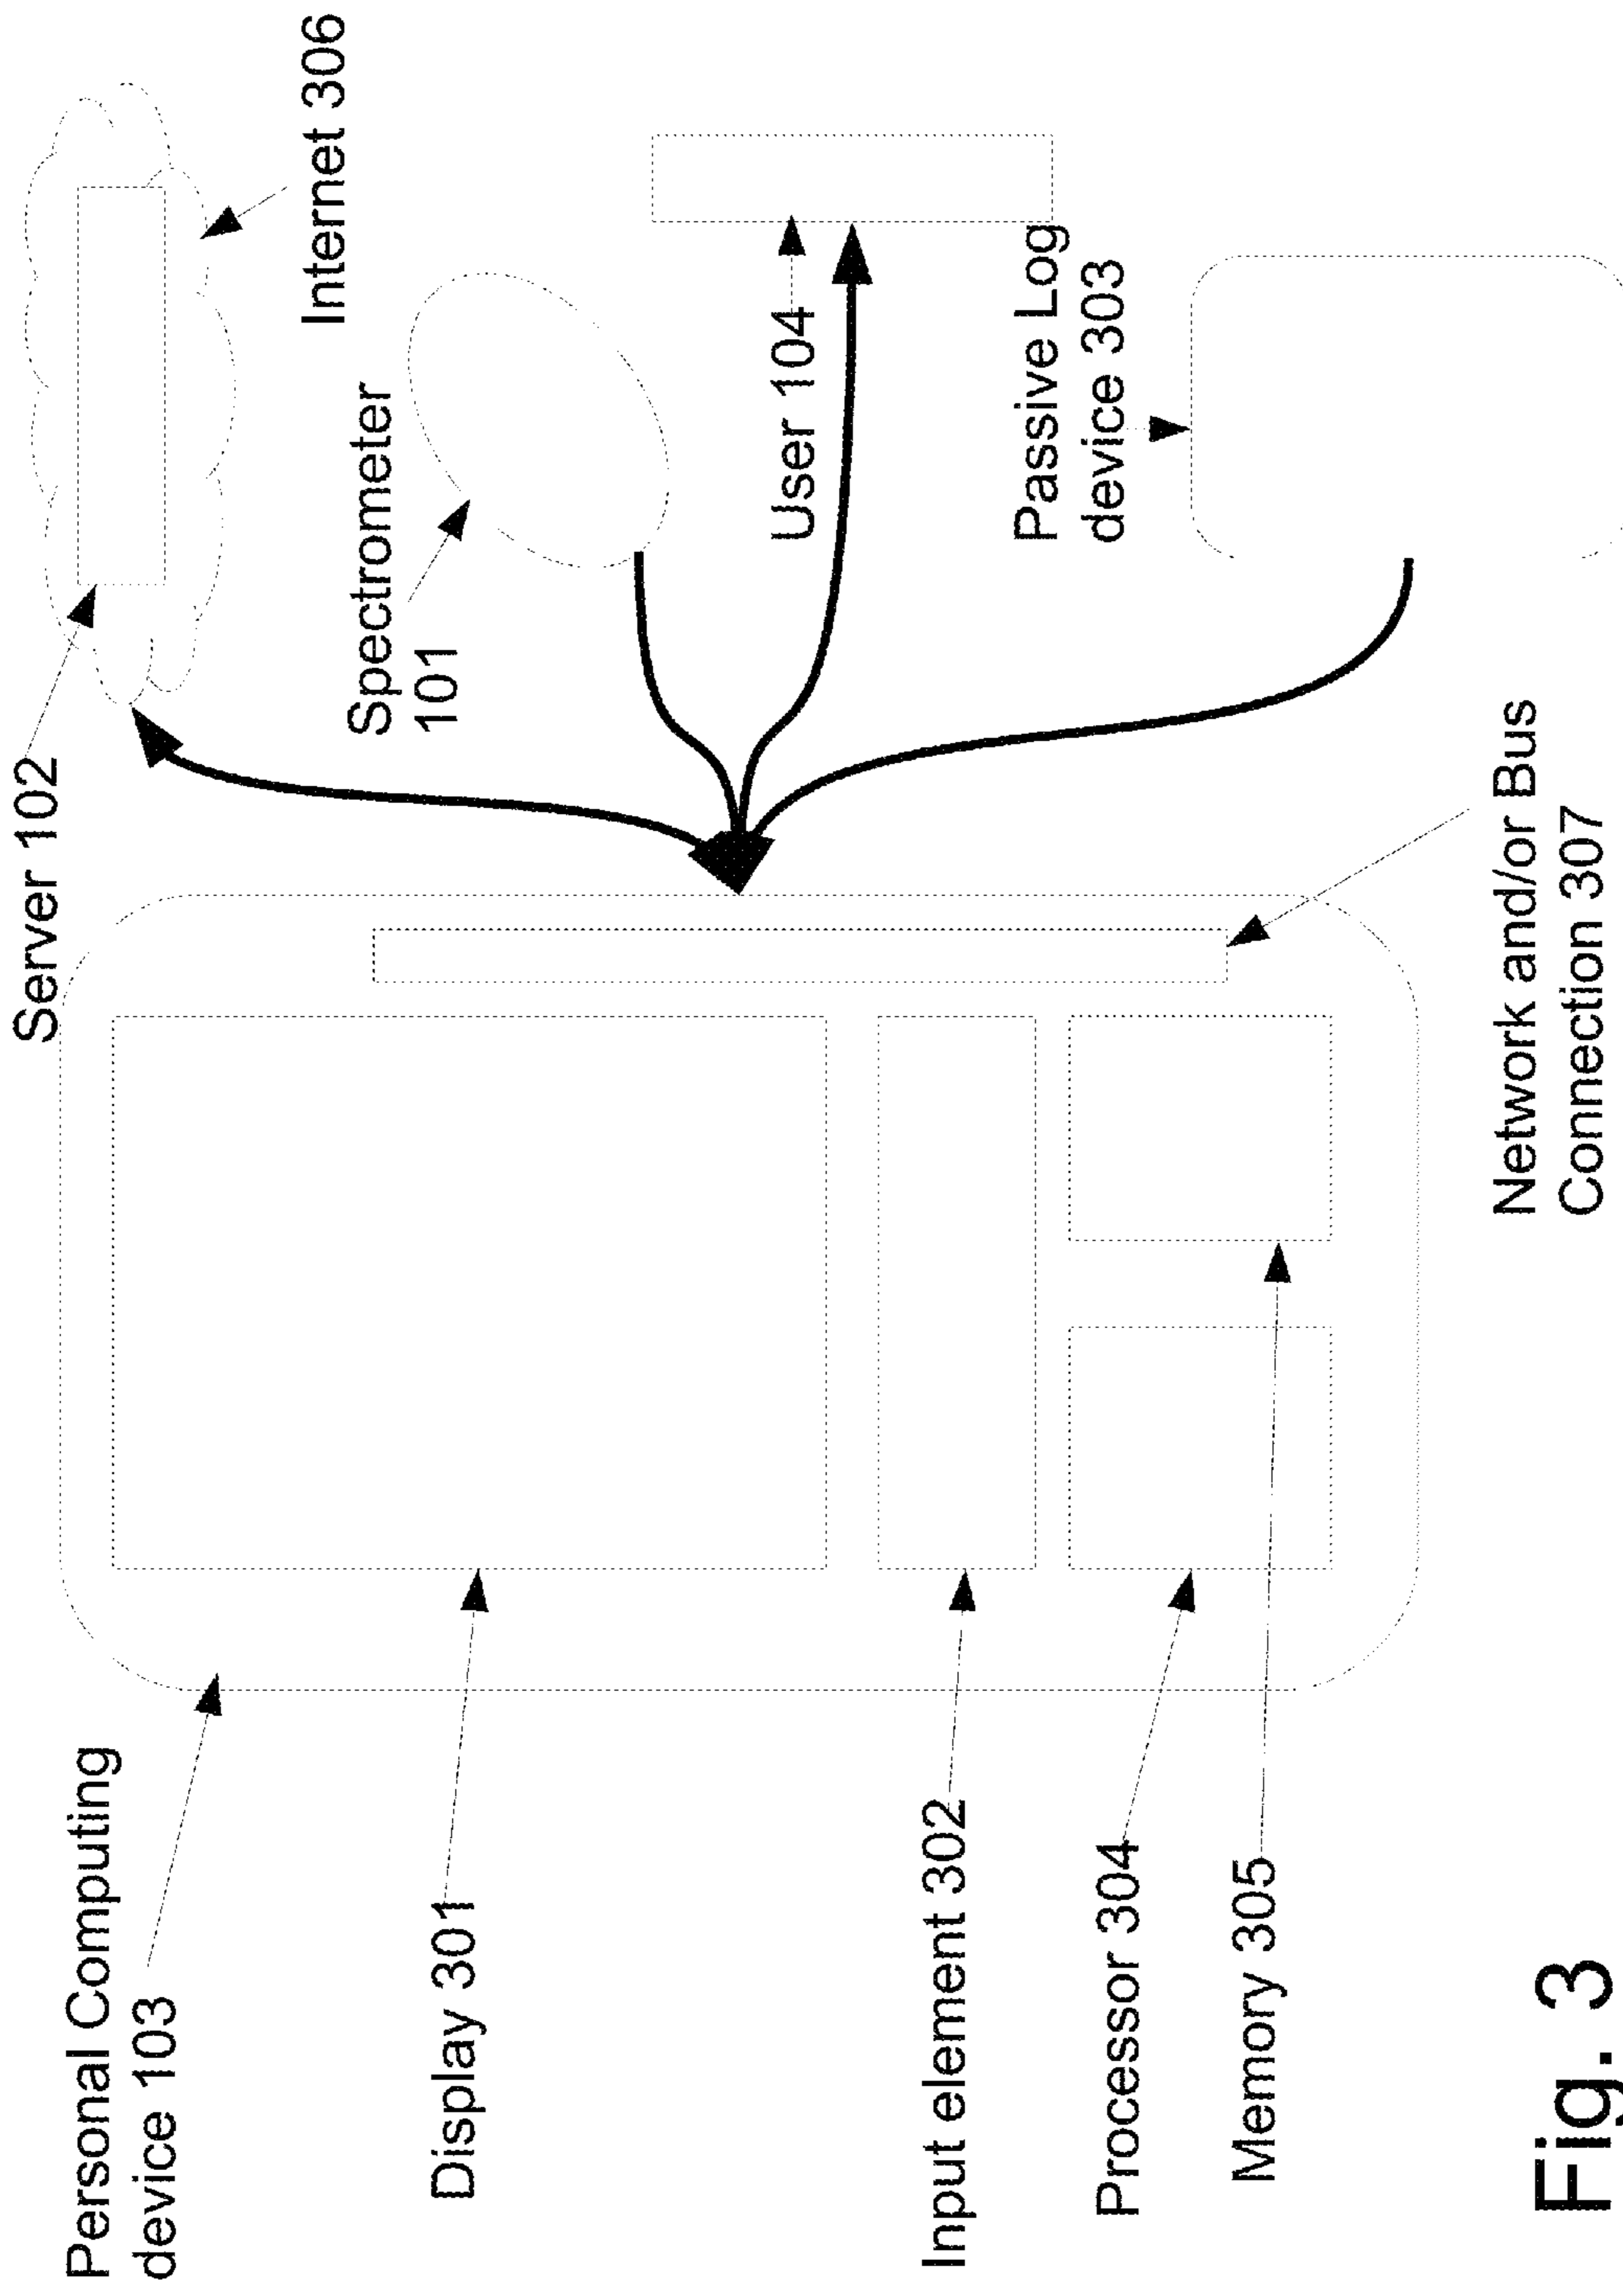 Personal Computing
device 103
Server 102
Internet 306
Spectrometer
101
Display 301
User 104
Input element 302
Passive Log
device 303
Processor 304
Memory 305
Network and/or Bus
Connection 307
Fig. 3